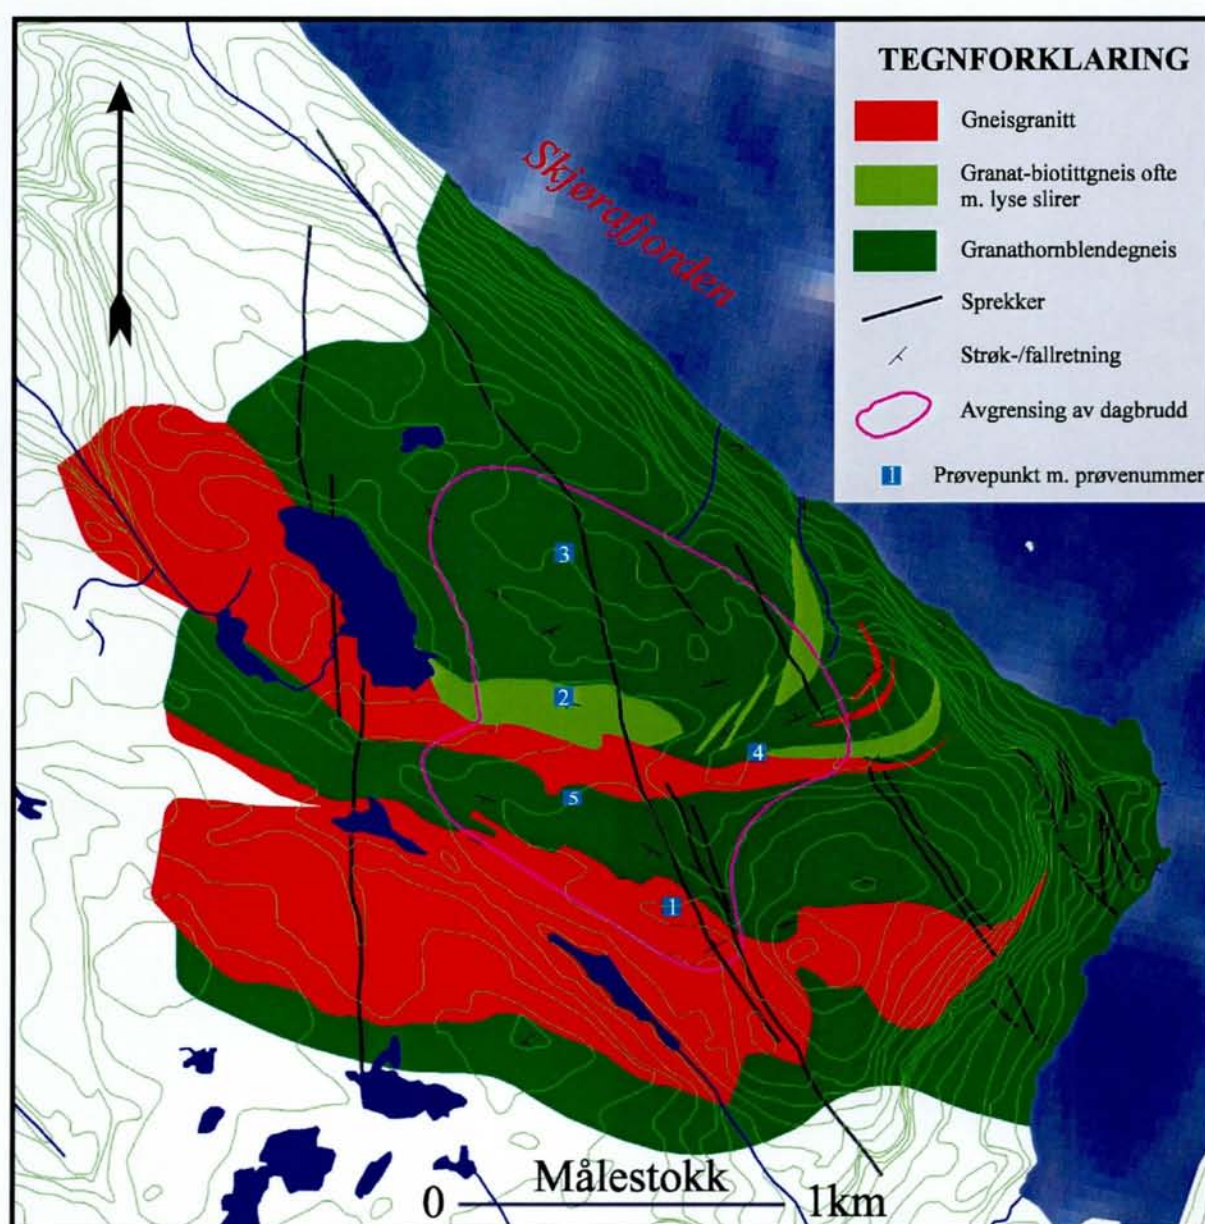 TEGNFORKLARING
Gneisgranitt
Granat-biotittgneis ofte
m. lyse slirer
Granathornblendegneis
Sprekker
Strøk-/fallretning
Avgrensing av dagbrudd
1 Prøvepunkt m. prøvenummer
Skjørafjorden
3
2
4
5
1
Målestokk
0 1km